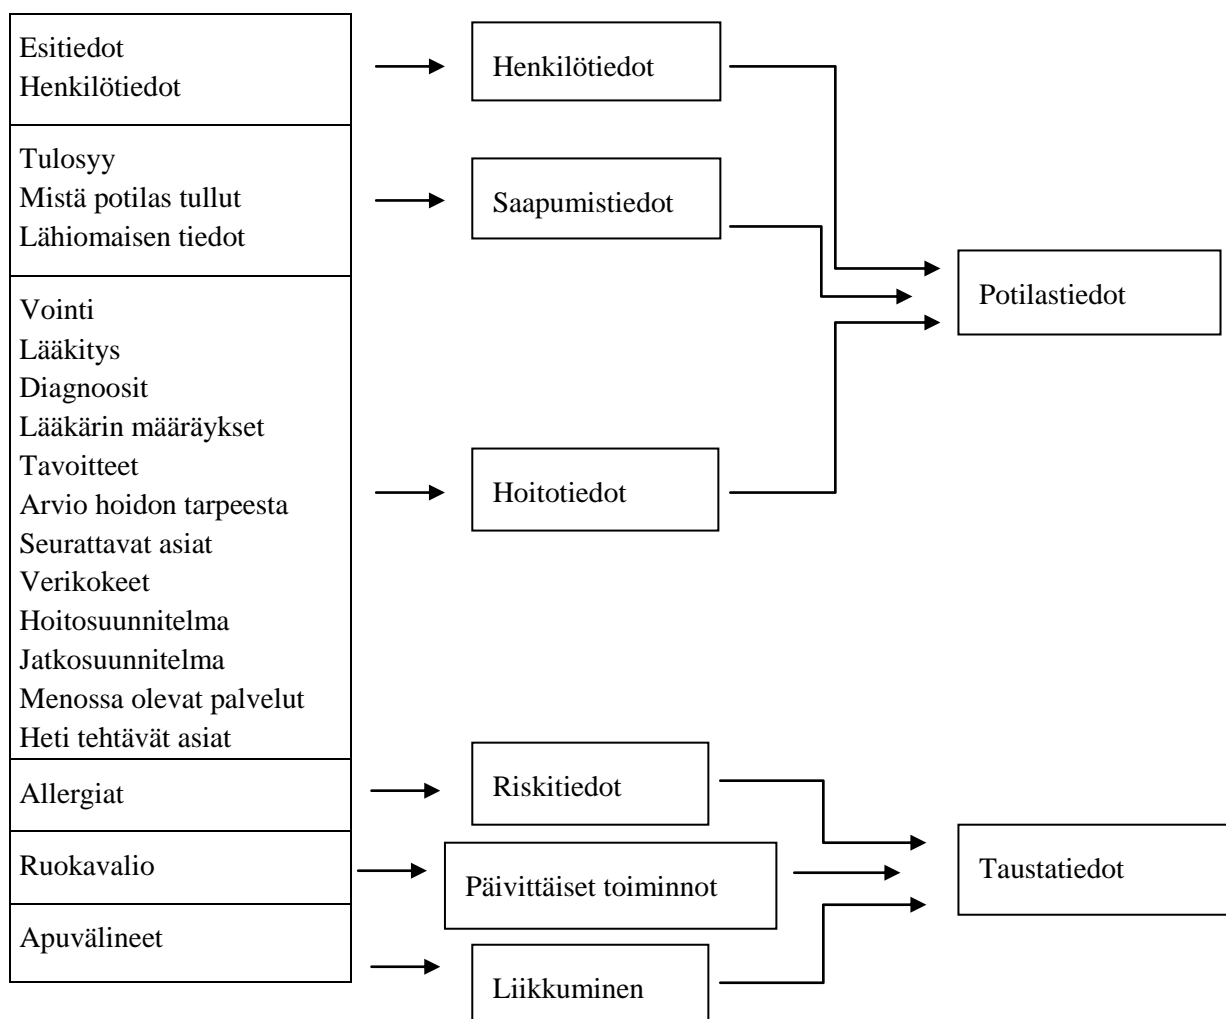 Esitiedot
Henkilötiedot
Tulosyy
Mistä potilas tullut
Lähiomaisen tiedot
Vointi
Lääkitys
Diagnoosit
Lääkärin määräykset
Tavoitteet
Arvio hoidon tarpeesta
Seurattavat asiat
Verikokeet
Hoitosuunnitelma
Jatkosuunnitelma
Menossa olevat palvelut
Heti tehtävät asiat
Allergiat
Ruokavalio
Apuvälineet
Henkilötiedot
Saapumistiedot
Hoitotiedot
Riskitiedot
Päivittäiset toiminnot
Liikkuminen
Potilastiedot
Taustatiedot